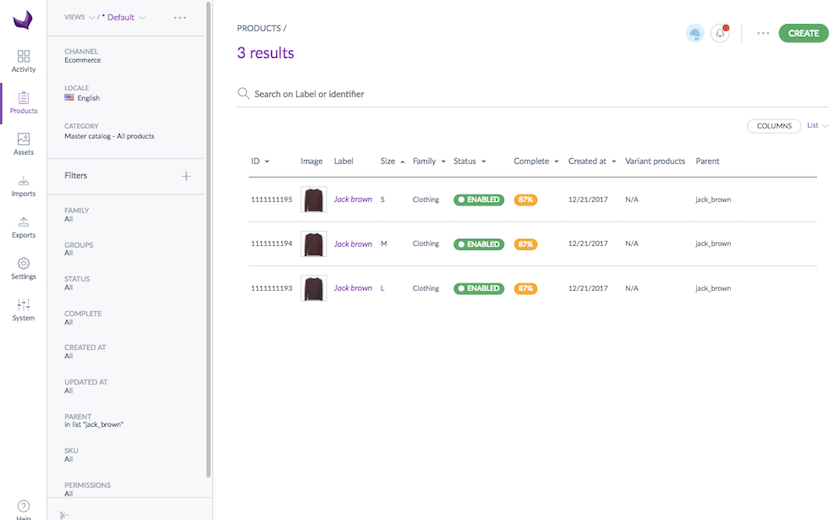 VIEWS / * Default ...
CHANNEL
Ecommerce
LOCALE
English
CATEGORY
Master catalog - All products
Filters +
FAMILY
All
GROUPS
All
STATUS
All
COMPLETE
All
CREATED AT
All
UPDATED AT
All
PARENT
in list "jack_brown"
SKU
All
PERMISSIONS
All
Activity
Products
Assets
Imports
Exports
Settings
System
Help
PRODUCTS /
3 results
... CREATE
Search on Label or identifier
COLUMNS List
ID Image Label Size Family Status Complete Created at Variant products Parent
1111111195 Jack brown S Clothing ENABLED 87% 12/21/2017 N/A jack_brown
1111111194 Jack brown M Clothing ENABLED 87% 12/21/2017 N/A jack_brown
1111111193 Jack brown L Clothing ENABLED 87% 12/21/2017 N/A jack_brown